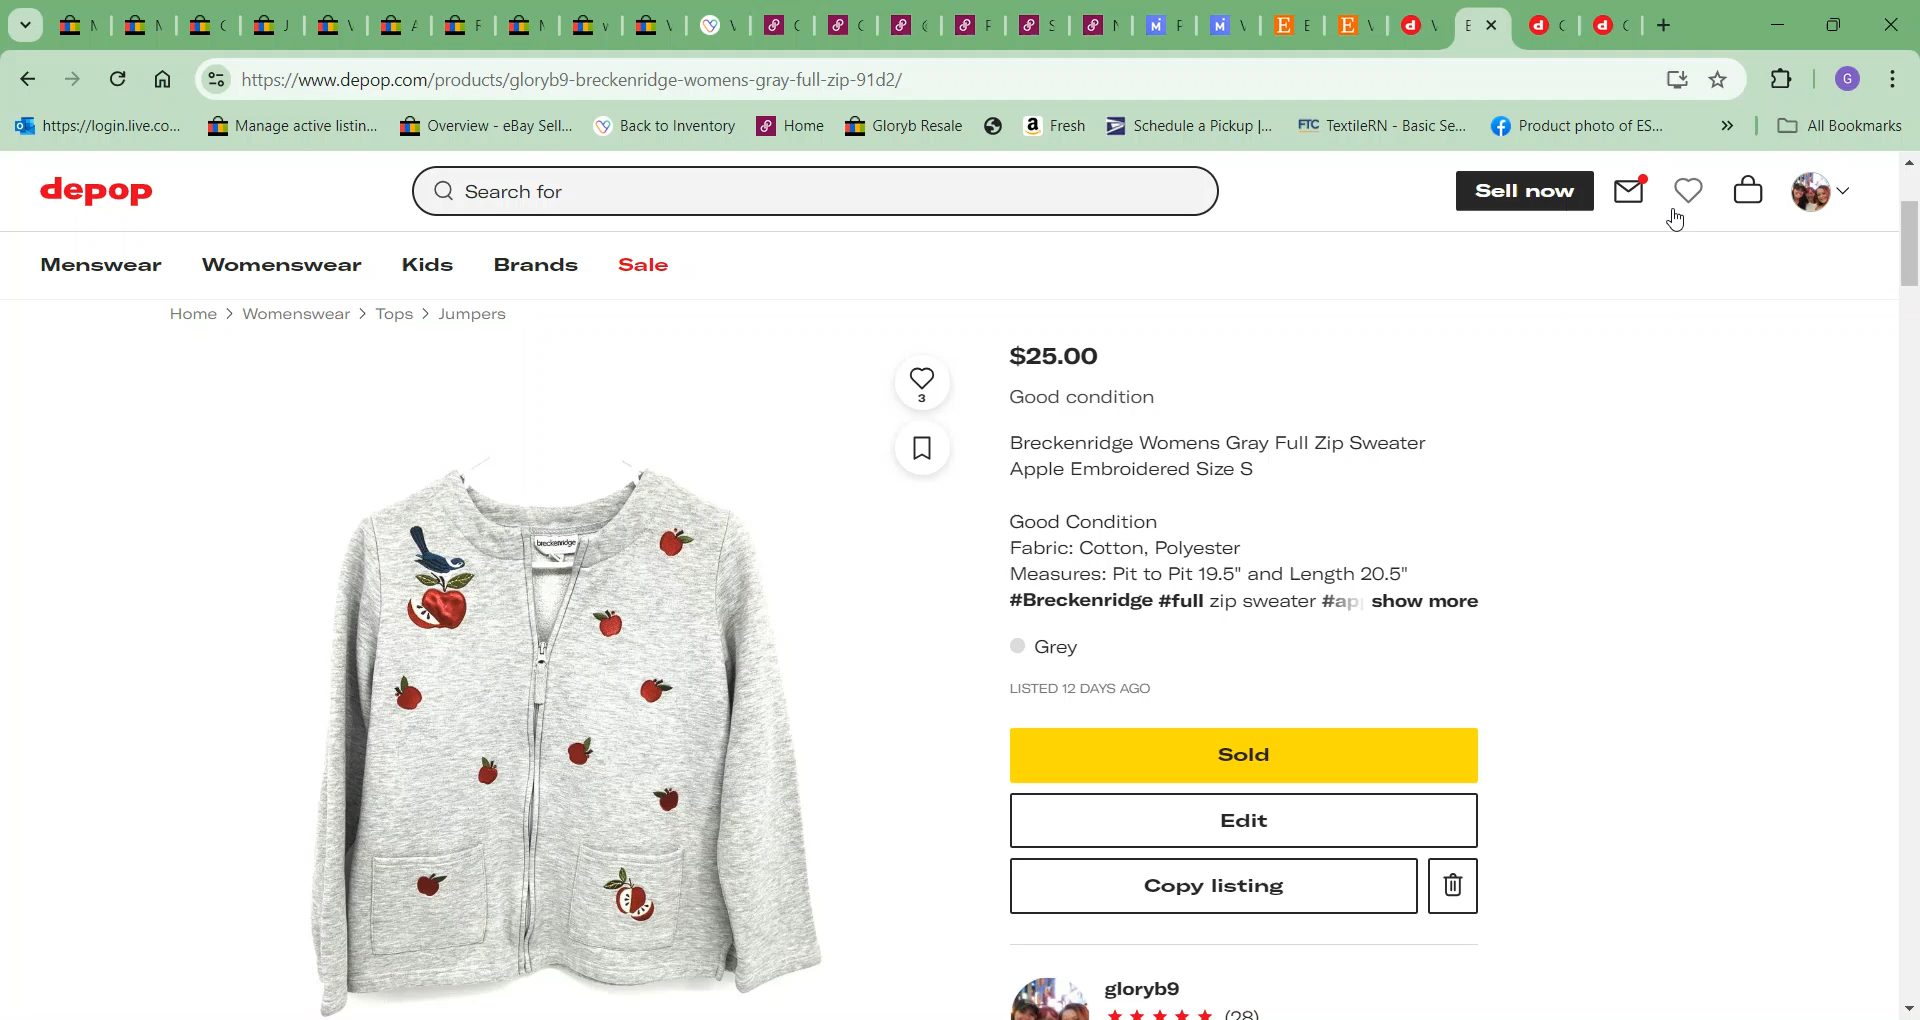 https://www.depop.com/products/gloryb9-breckenridge-womens-gray-full-zip-91d2/
G
https://login.live.co...
Manage active listin...
Overview - eBay Sell...
Back to Inventory
Home
Gloryb Resale
Fresh
Schedule a Pickup |...
FTC TextileRN - Basic Se...
Product photo of ES...
»
All Bookmarks
depop
Search for
Sell now
Menswear
Womenswear
Kids
Brands
Sale
Home > Womenswear > Tops > Jumpers
$25.00
3
Good condition
Breckenridge Womens Gray Full Zip Sweater
Apple Embroidered Size S
breckenridge
Good Condition
Fabric: Cotton, Polyester
Measures: Pit to Pit 19.5" and Length 20.5"
#Breckenridge #full zip sweater #ap show more
Grey
LISTED 12 DAYS AGO
Sold
Edit
Copy listing
gloryb9
(28)